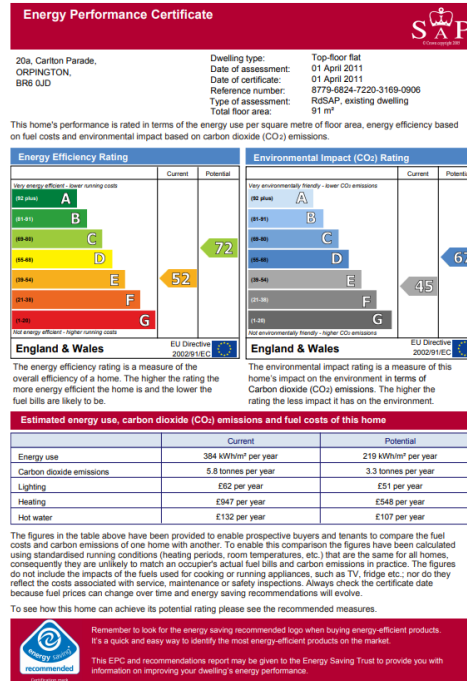 Energy Performance Certificate
SAP
© Crown copyright 2005
20a, Carlton Parade,
ORPINGTON,
BR6 0JD
Dwelling type: Top-floor flat
Date of assessment: 01 April 2011
Date of certificate: 01 April 2011
Reference number: 8779-6824-7220-3169-0906
Type of assessment: RdSAP, existing dwelling
Total floor area: 91 m²
This home's performance is rated in terms of the energy use per square metre of floor area, energy efficiency based
on fuel costs and environmental impact based on carbon dioxide (CO2) emissions.
Energy Efficiency Rating
Current Potential
Very energy efficient - lower running costs
(92 plus) A
(81-91) B
(69-80) C
(55-68) D
(39-54) E
(21-38) F
(1-20) G
52
72
Not energy efficient - higher running costs
England & Wales
EU Directive
2002/91/EC
Environmental Impact (CO2) Rating
Current Potential
Very environmentally friendly - lower CO2 emissions
(92 plus) A
(81-91) B
(69-80) C
(55-68) D
(39-54) E
(21-38) F
(1-20) G
45
Not environmentally friendly - higher CO2 emissions
England & Wales
EU Directive
2002/91/EC
The energy efficiency rating is a measure of the
overall efficiency of a home. The higher the rating the
more energy efficient the home is and the lower the
fuel bills are likely to be.
The environmental impact rating is a measure of this
home's impact on the environment in terms of
Carbon dioxide (CO2) emissions. The higher the
rating the less impact it has on the environment.
Estimated energy use, carbon dioxide (CO2) emissions and fuel costs of this home
Current Potential
Energy use 384 kWh/m² per year 219 kWh/m² per year
Carbon dioxide emissions 5.8 tonnes per year 3.3 tonnes per year
Lighting £62 per year £51 per year
Heating £947 per year £548 per year
Hot water £132 per year £107 per year
The figures in the table above have been provided to enable prospective buyers and tenants to compare the fuel
costs and carbon emissions of one home with another. To enable this comparison the figures have been calculated
using standardised running conditions (heating periods, room temperatures, etc.) that are the same for all homes,
consequently they are unlikely to match an occupier's actual fuel bills and carbon emissions in practice. The figures
do not include the impacts of the fuels used for cooking or running appliances, such as TV, fridge etc.; nor do they
reflect the costs associated with service, maintenance or safety inspections. Always check the certificate date
because fuel prices can change over time and energy saving recommendations will evolve.
To see how this home can achieve its potential rating please see the recommended measures.
energy saving
recommended
Certification mark
Remember to look for the energy saving recommended logo when buying energy-efficient products.
It's a quick and easy way to identify the most energy-efficient products on the market.
This EPC and recommendations report may be given to the Energy Saving Trust to provide you with
information on improving your dwelling's energy performance.